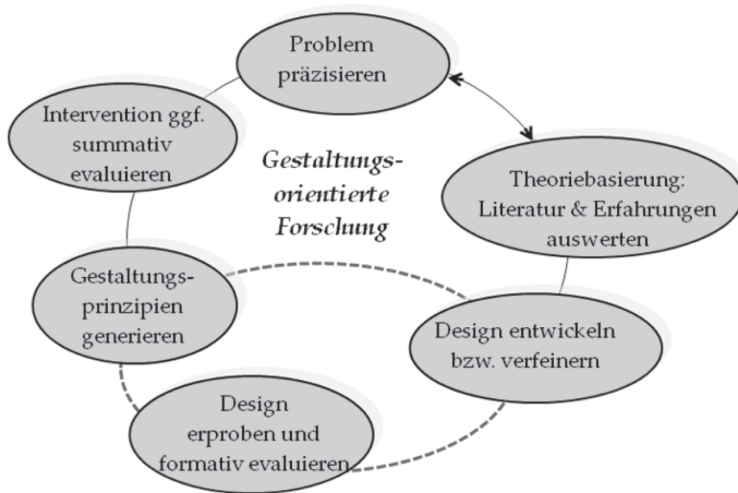 Problem
präzisieren
Intervention ggf.
summativ
evaluieren
Gestaltungs-
orientierte
Forschung
Theoriebasierung:
Literatur & Erfahrungen
auswerten
Gestaltungs-
prinzipien
generieren
Design entwickeln
bzw. verfeinern
Design
erproben und
formativ evaluieren